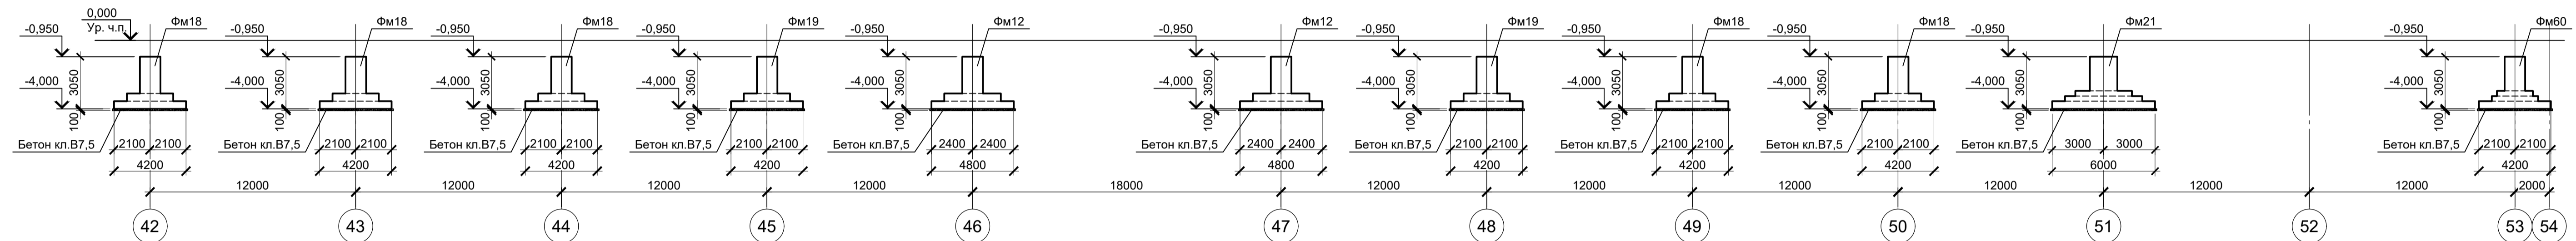 0,000
Ур. ч.п.
-0,950 Фм18 -0,950 Фм18 -0,950 Фм18 -0,950 Фм19 -0,950 Фм12 -0,950 Фм12 -0,950 Фм19 -0,950 Фм18 -0,950 Фм18 -0,950 Фм21 -0,950 Фм60
-4,000 3050 -4,000 3050 -4,000 3050 -4,000 3050 -4,000 3050 -4,000 3050 -4,000 3050 -4,000 3050 -4,000 3050 -4,000 3050 -4,000 3050
100 100 100 100 100 100 100 100 100 100 100
Бетон кл.В7,5 2100 2100 Бетон кл.В7,5 2100 2100 Бетон кл.В7,5 2100 2100 Бетон кл.В7,5 2100 2100 Бетон кл.В7,5 2400 2400 Бетон кл.В7,5 2400 2400 Бетон кл.В7,5 2100 2100 Бетон кл.В7,5 2100 2100 Бетон кл.В7,5 2100 2100 Бетон кл.В7,5 3000 3000 Бетон кл.В7,5 2100 2100
4200 4200 4200 4200 4800 4800 4200 4200 4200 6000 4200
12000 12000 12000 12000 18000 12000 12000 12000 12000 12000 12000 2000
42 43 44 45 46 47 48 49 50 51 52 53 54